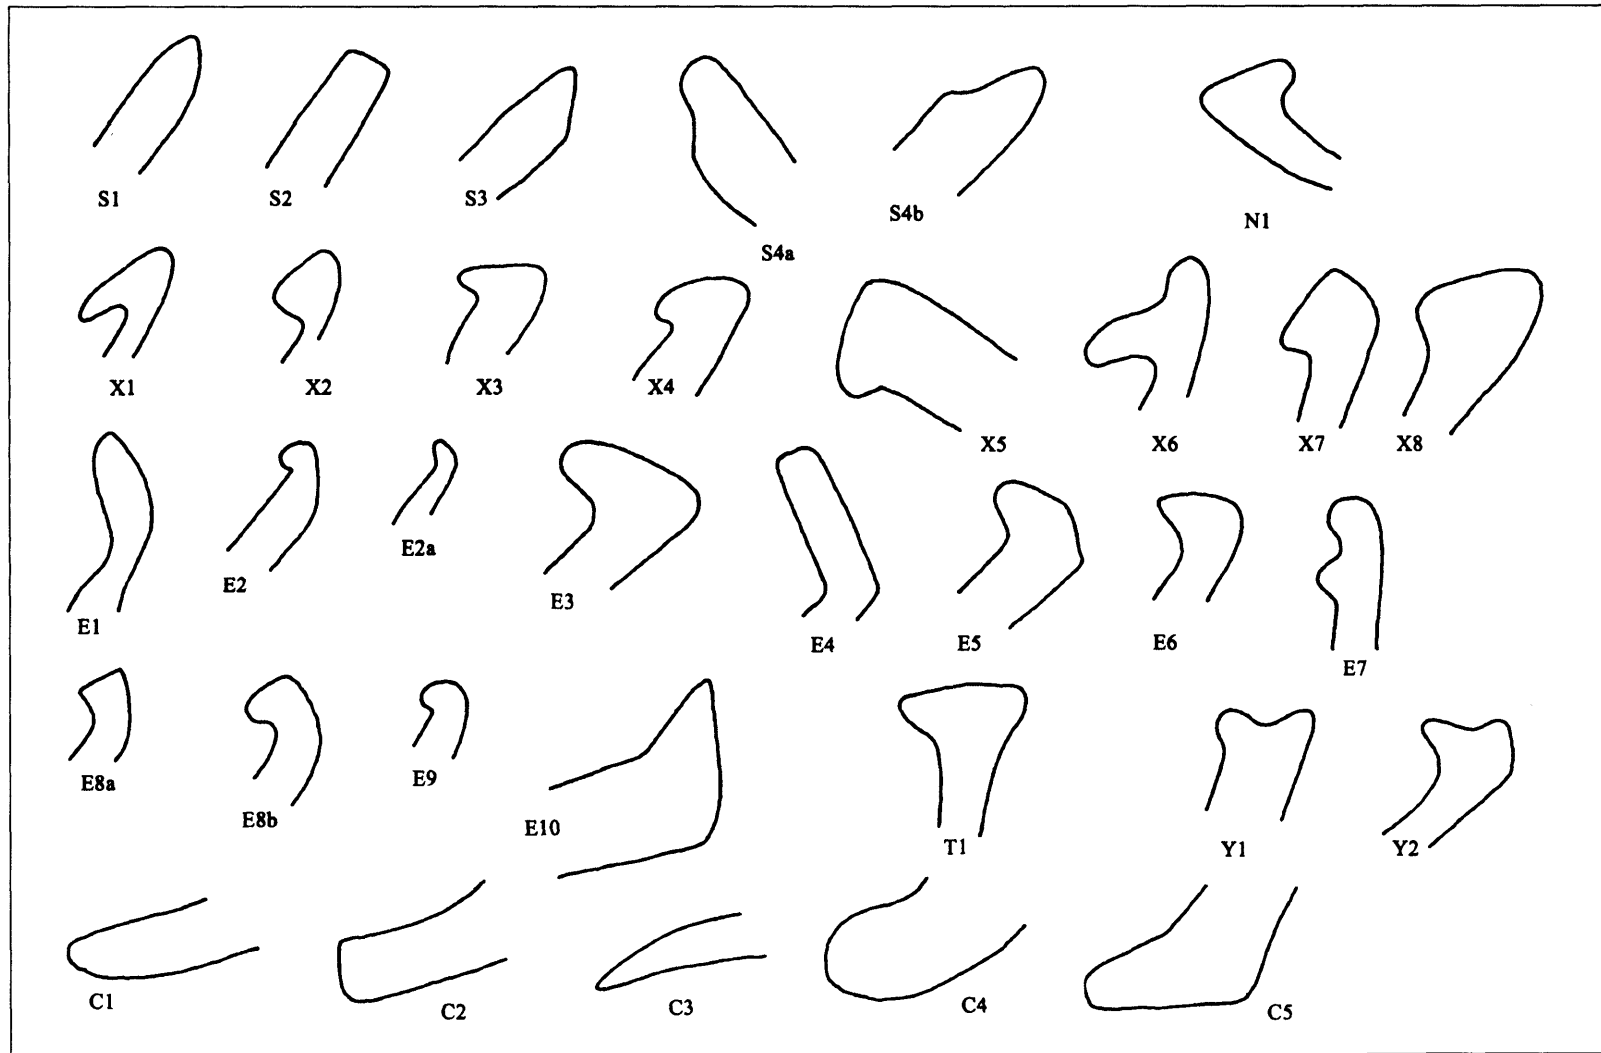 S1 S2 S3 S4a S4b N1
X1 X2 X3 X4 X5 X6 X7 X8
E1 E2 E2a E3 E4 E5 E6 E7
E8a E8b E9 E10 T1 Y1 Y2
C1 C2 C3 C4 C5